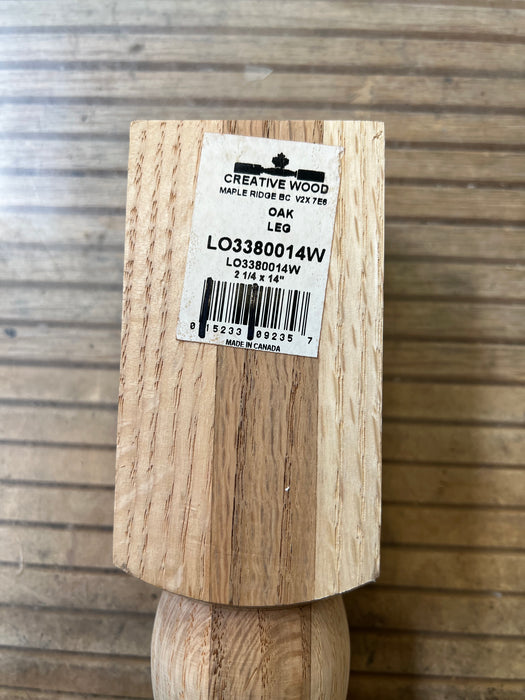 CREATIVE WOOD
MAPLE RIDGE BC V2X 7E6
OAK
LEG
LO3380014W
LO3380014W
2 1/4 x 14"
0 15233 09235 7
MADE IN CANADA